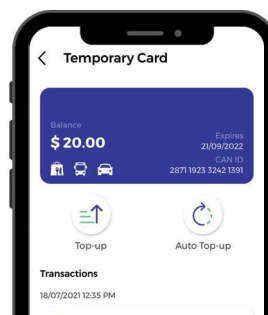 Temporary Card
Balance
$ 20.00
Expires
21/09/2022
CAN ID
2871 1923 3242 1391
Top-up
Auto Top-up
Transactions
18/07/2021 12:35 PM